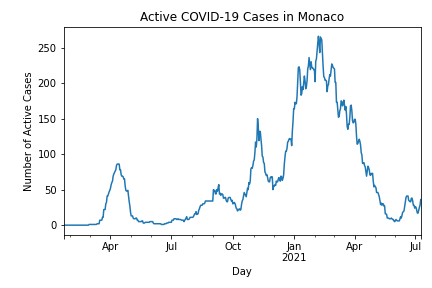 Active COVID-19 Cases in Monaco
Number of Active Cases
250
200
150
100
50
0
Apr Jul Oct Jan Apr Jul
2021
Day